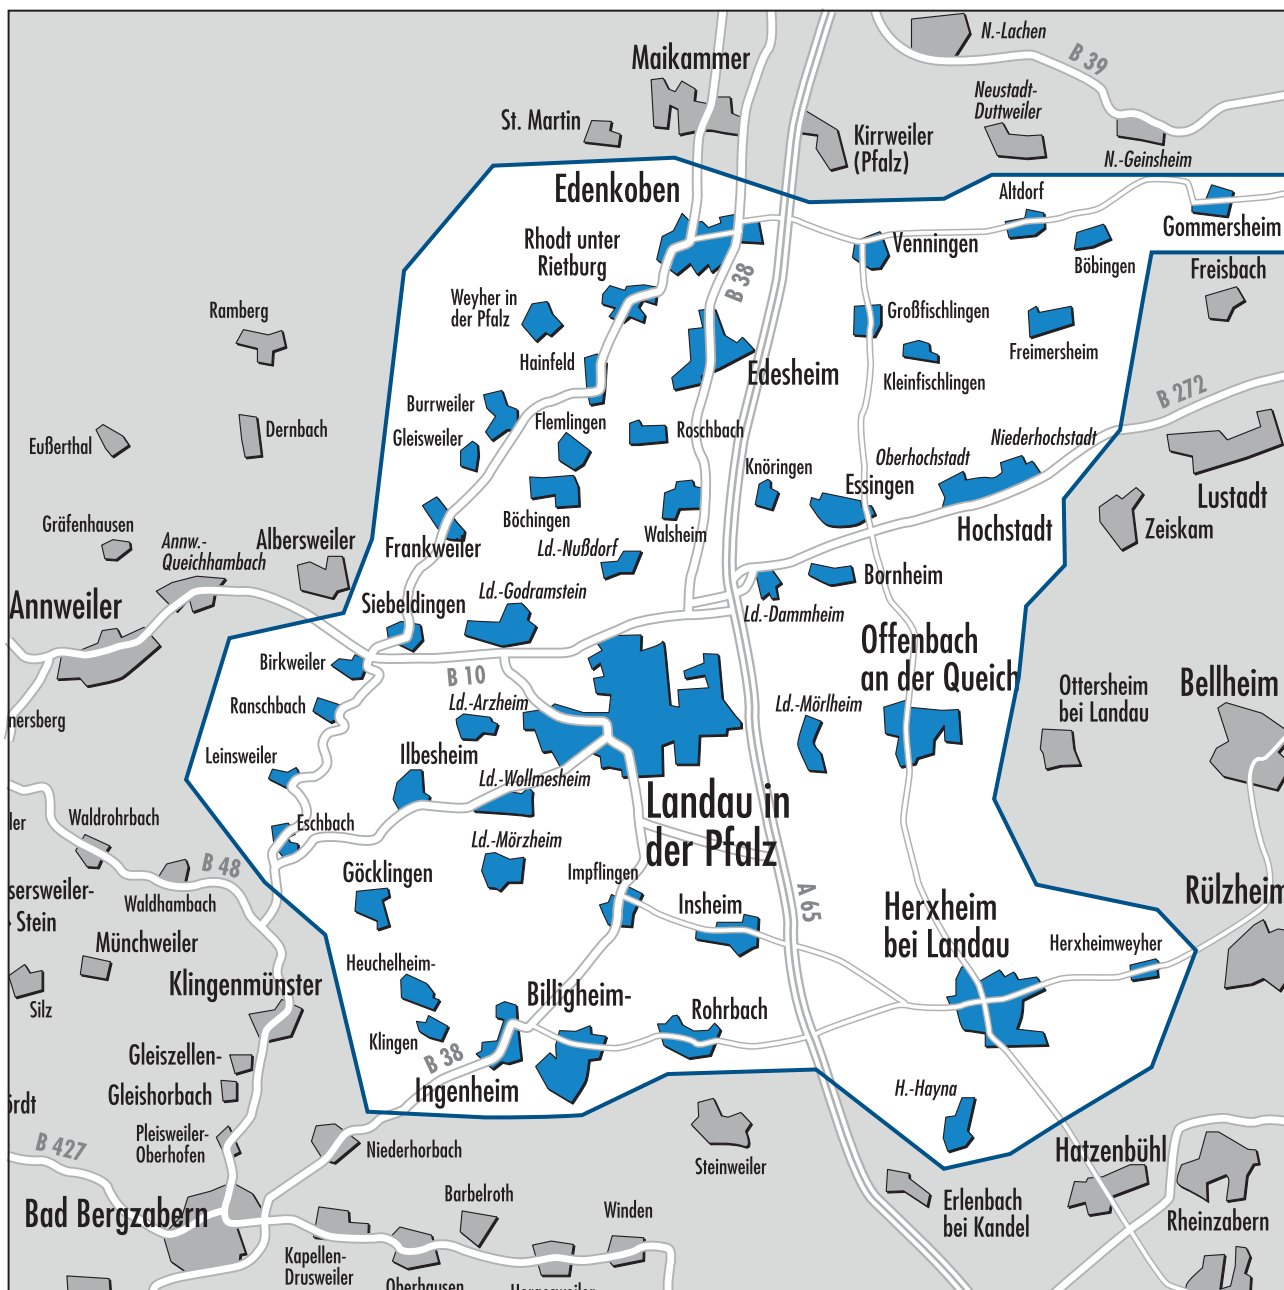 N.-Lachen
B 39
Maikammer
Neustadt-
Duttweiler
St. Martin
Kirrweiler
(Pfalz)
N.-Geinsheim
Edenkoben
Altdorf
Gommersheim
Rhodt unter
Rietburg
Venningen
Böbingen
B 38
Freisbach
Weyher in
der Pfalz
Ramberg
Großfischlingen
Freimersheim
Hainfeld
Edesheim
Kleinfischlingen
B 272
Burrweiler
Flemlingen
Dernbach
Gleisweiler
Roschbach
Niederhochstadt
Eußerthal
Oberhochstadt
Knöringen
Essingen
Lustadt
Böchingen
Gräfenhausen
Walsheim
Hochstadt
Zeiskam
Annw.-
Queichhambach
Albersweiler
Frankweiler
Ld.-Nußdorf
Bornheim
Annweiler
Siebeldingen
Ld.-Godramstein
Ld.-Dammheim
Offenbach
an der Queich
Birkweiler
B 10
Ottersheim
bei Landau
Bellheim
Ranschbach
Ld.-Arzheim
Ld.-Mörlheim
nersberg
Leinsweiler
Ilbesheim
Ld.-Wollmesheim
Landau in
der Pfalz
ler
Waldrohrbach
Eschbach
Ld.-Mörzheim
B 48
Göcklingen
Impflingen
sersweiler-
Stein
Waldhambach
Insheim
A 65
Herxheim
bei Landau
Rülzheim
Münchweiler
Herxheimweyher
Heuchelheim-
Klingen
Klingenmünster
Silz
Billigheim-
Ingenheim
Rohrbach
B 38
Gleiszellen-
Gleishorbach
H.-Hayna
ördt
Pleisweiler-
Oberhofen
B 427
Niederhorbach
Steinweiler
Hatzenbühl
Barbelroth
Erlenbach
bei Kandel
Bad Bergzabern
Winden
Rheinzabern
Kapellen-
Drusweiler
Oberhausen
Hergersweiler